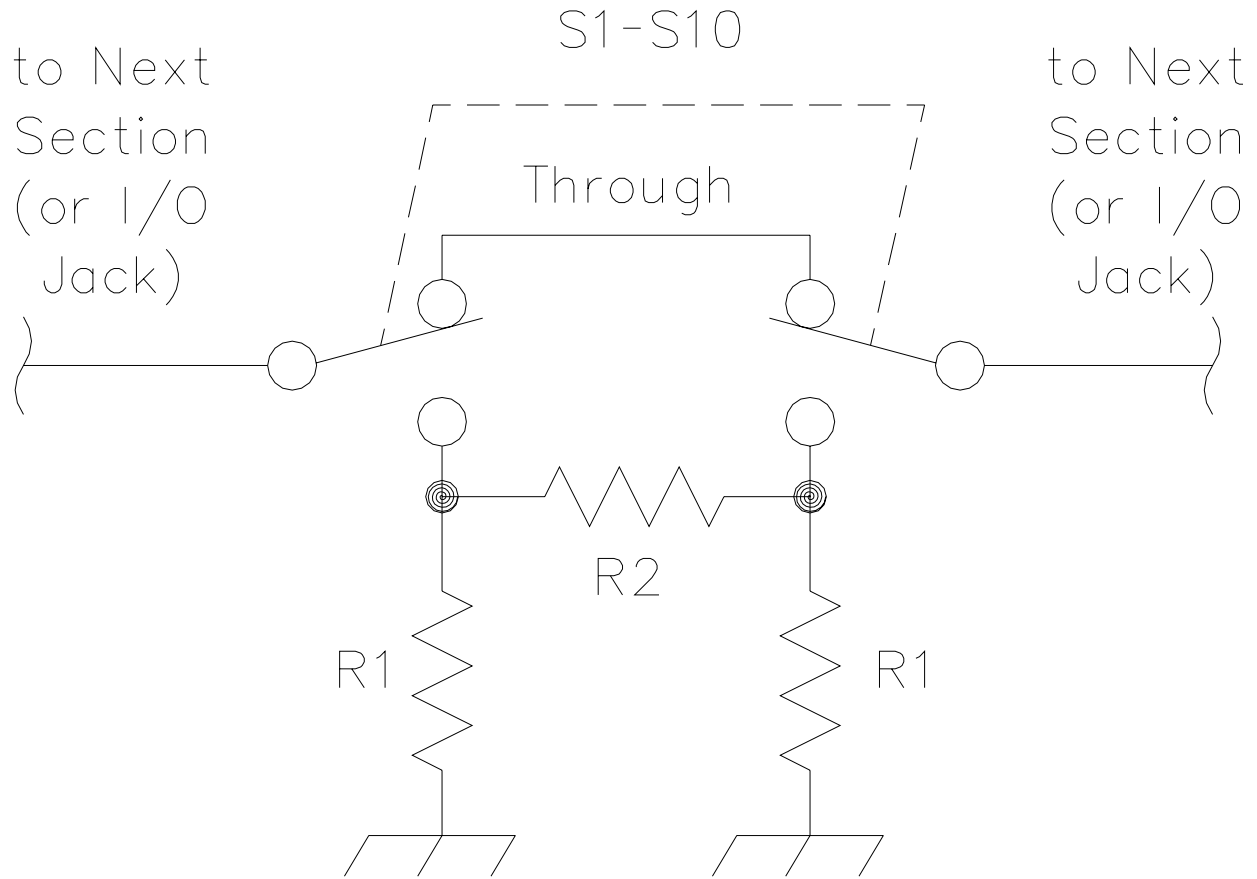 S1-S10
to Next
Section
(or I/O
Jack)
to Next
Section
(or I/O
Jack)
Through
R2
R1
R1